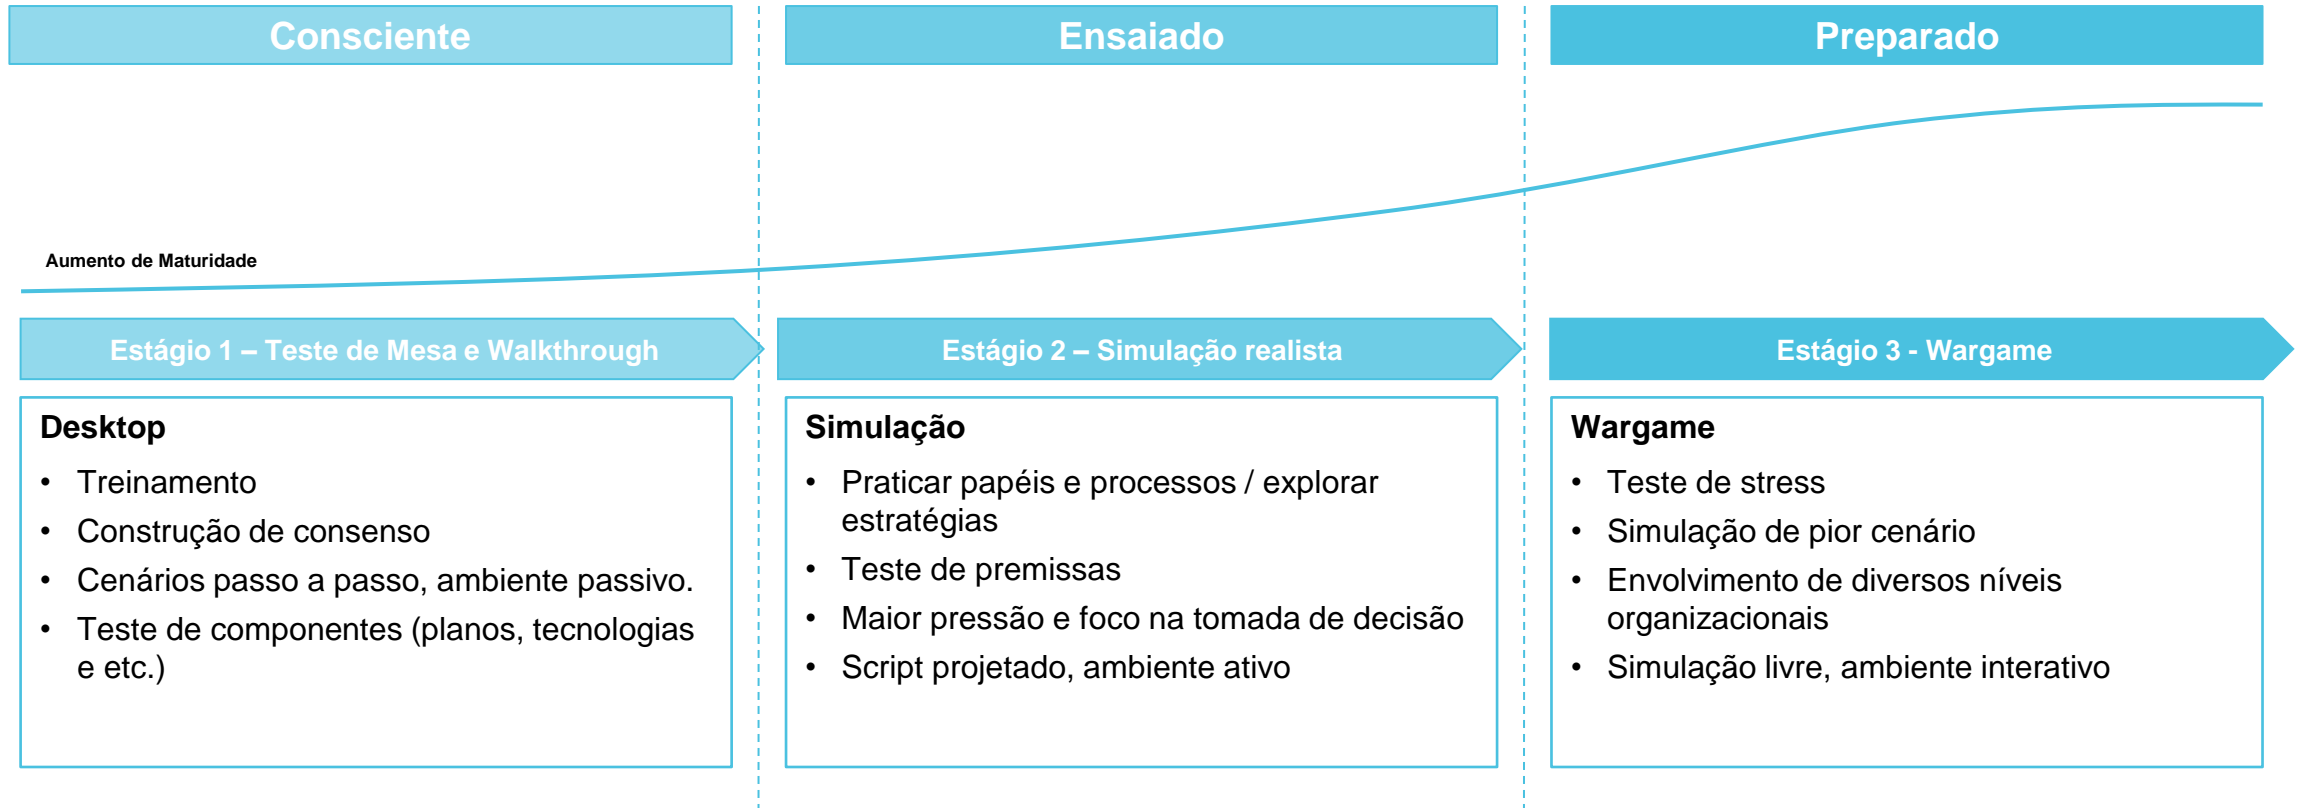 Consciente
Ensaiado
Preparado
Aumento de Maturidade
Estágio 1 – Teste de Mesa e Walkthrough
Estágio 2 – Simulação realista
Estágio 3 - Wargame
Desktop
• Treinamento
• Construção de consenso
• Cenários passo a passo, ambiente passivo.
• Teste de componentes (planos, tecnologias
e etc.)
Simulação
• Praticar papéis e processos / explorar
estratégias
• Teste de premissas
• Maior pressão e foco na tomada de decisão
• Script projetado, ambiente ativo
Wargame
• Teste de stress
• Simulação de pior cenário
• Envolvimento de diversos níveis
organizacionais
• Simulação livre, ambiente interativo